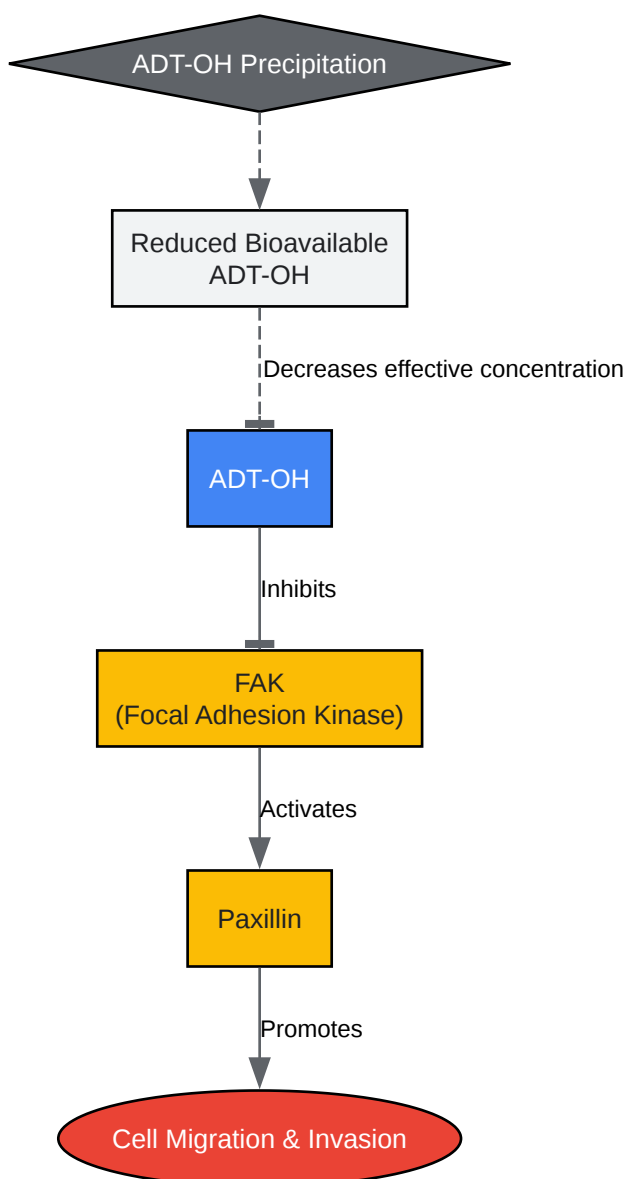 ADT-OH Precipitation
Reduced Bioavailable
ADT-OH
Decreases effective concentration
ADT-OH
Inhibits
FAK
(Focal Adhesion Kinase)
Activates
Paxillin
Promotes
Cell Migration & Invasion